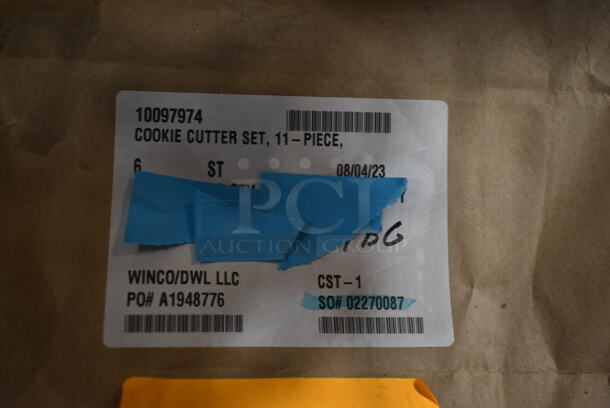 10097974
COOKIE CUTTER SET, 11-PIECE,
6 ST 08/04/23
PCI
AUCTION GROUP
WINCO/DWL LLC CST-1
PO# A1948776 SO# 02270087